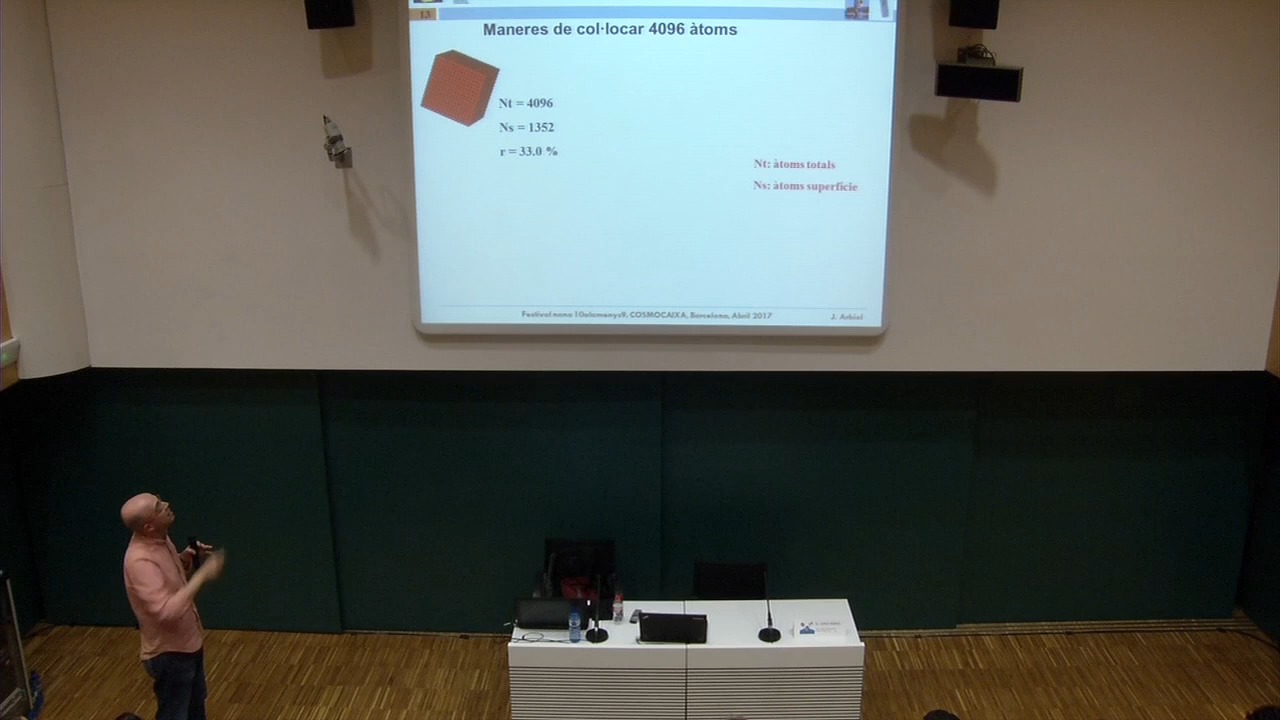 13
Maneres de col·locar 4096 àtoms
Nt = 4096
Ns = 1352
r = 33.0 %
Nt: àtoms totals
Ns: àtoms superfície
Festival nano 10alamenys9, COSMOCAIXA, Barcelona, Abril 2017
J. Arbiol